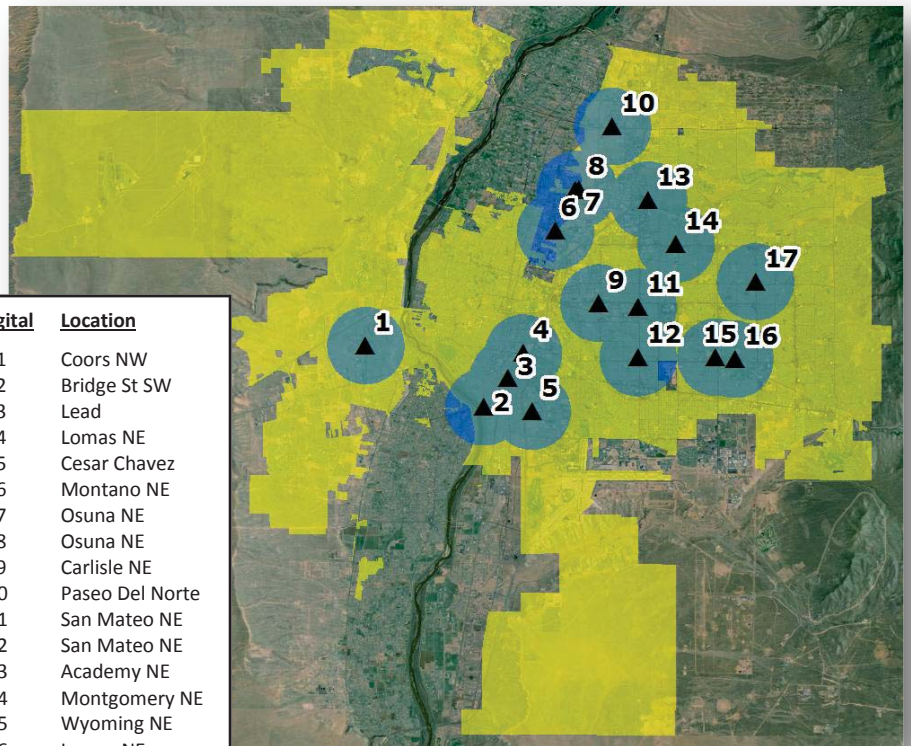 10
8
13
7
6
14
17
9
11
1
4
12
15
16
3
2
5
gital Location
1 Coors NW
2 Bridge St SW
3 Lead
4 Lomas NE
5 Cesar Chavez
6 Montano NE
7 Osuna NE
8 Osuna NE
9 Carlisle NE
0 Paseo Del Norte
1 San Mateo NE
2 San Mateo NE
3 Academy NE
4 Montgomery NE
5 Wyoming NE